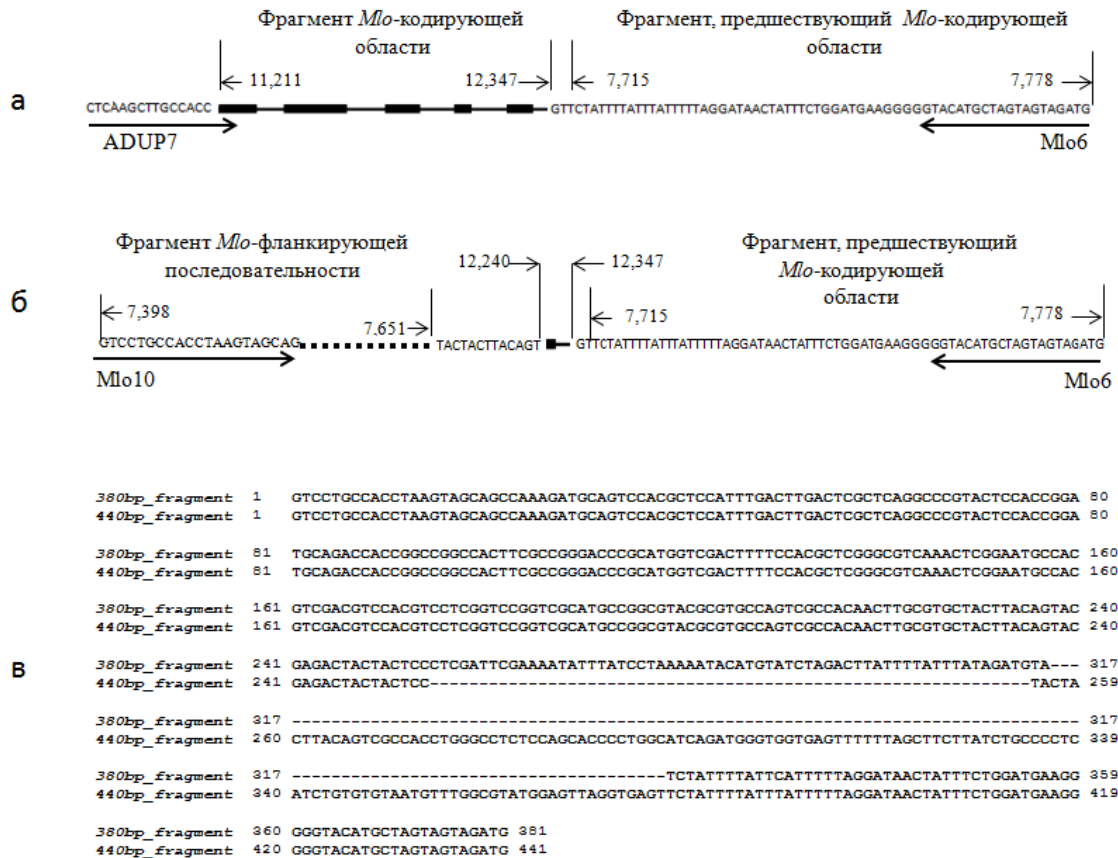 Фрагмент Mlo-кодирующей
области
Фрагмент, предшествующий Mlo-кодирующей
области
11,211
12,347
7,715
7,778
а
CTCAAGCTTGCCACC
GTTCTATTTTATTTATTTTTAGGATAACTATTTCTGGATGAAGGGGGTACATGCTAGTAGTAGATG
ADUP7
Mlo6
Фрагмент Mlo-фланкирующей
последовательности
12,240
12,347
Фрагмент, предшествующий
Mlo-кодирующей
области
б
7,398
7,651
7,715
7,778
GTCCTGCCACCTAAGTAGCAG
TACTACTTACAGT
GTTCTATTTTATTTATTTTTAGGATAACTATTTCTGGATGAAGGGGGTACATGCTAGTAGTAGATG
Mlo10
Mlo6
в
380bp_fragment 1 GTCCTGCCACCTAAGTAGCAGCCAAAGATGCAGTCCACGCTCCATTTGACTTGACTCGCTCAGGCCCGTACTCCACCGGA 80
440bp_fragment 1 GTCCTGCCACCTAAGTAGCAGCCAAAGATGCAGTCCACGCTCCATTTGACTTGACTCGCTCAGGCCCGTACTCCACCGGA 80
380bp_fragment 81 TGCAGACCACCGGCCGGCCACTTCGCCGGGACCCGCATGGTCGACTTTTCCACGCTCGGGCGTCAAACTCGGAATGCCAC 160
440bp_fragment 81 TGCAGACCACCGGCCGGCCACTTCGCCGGGACCCGCATGGTCGACTTTTCCACGCTCGGGCGTCAAACTCGGAATGCCAC 160
380bp_fragment 161 GTCGACGTCCACGTCCTCGGTCCGGTCGCATGCCGGCGTACGCGTGCCAGTCGCCACAACTTGCGTGCTACTTACAGTAC 240
440bp_fragment 161 GTCGACGTCCACGTCCTCGGTCCGGTCGCATGCCGGCGTACGCGTGCCAGTCGCCACAACTTGCGTGCTACTTACAGTAC 240
380bp_fragment 241 GAGACTACTACTCCCTCGATTCGAAAATATTTATCCTAAAAATACATGTATCTAGACTTATTTTATTTATAGATGTA--- 317
440bp_fragment 241 GAGACTACTACTCC-------------------------------------------------------------TACTA 259
380bp_fragment 317 -------------------------------------------------------------------------------- 317
440bp_fragment 260 CTTACAGTCGCCACCTGGGCCTCTCCAGCACCCCTGGCATCAGATGGGTGGTGAGTTTTTTAGCTTCTTATCTGCCCCTC 339
380bp_fragment 317 --------------------------------------TCTATTTTATTCATTTTTAGGATAACTATTTCTGGATGAAGG 359
440bp_fragment 340 ATCTGTGTGTAATGTTTGGCGTATGGAGTTAGGTGAGTTCTATTTTATTTATTTTTAGGATAACTATTTCTGGATGAAGG 419
380bp_fragment 360 GGGTACATGCTAGTAGTAGATG 381
440bp_fragment 420 GGGTACATGCTAGTAGTAGATG 441